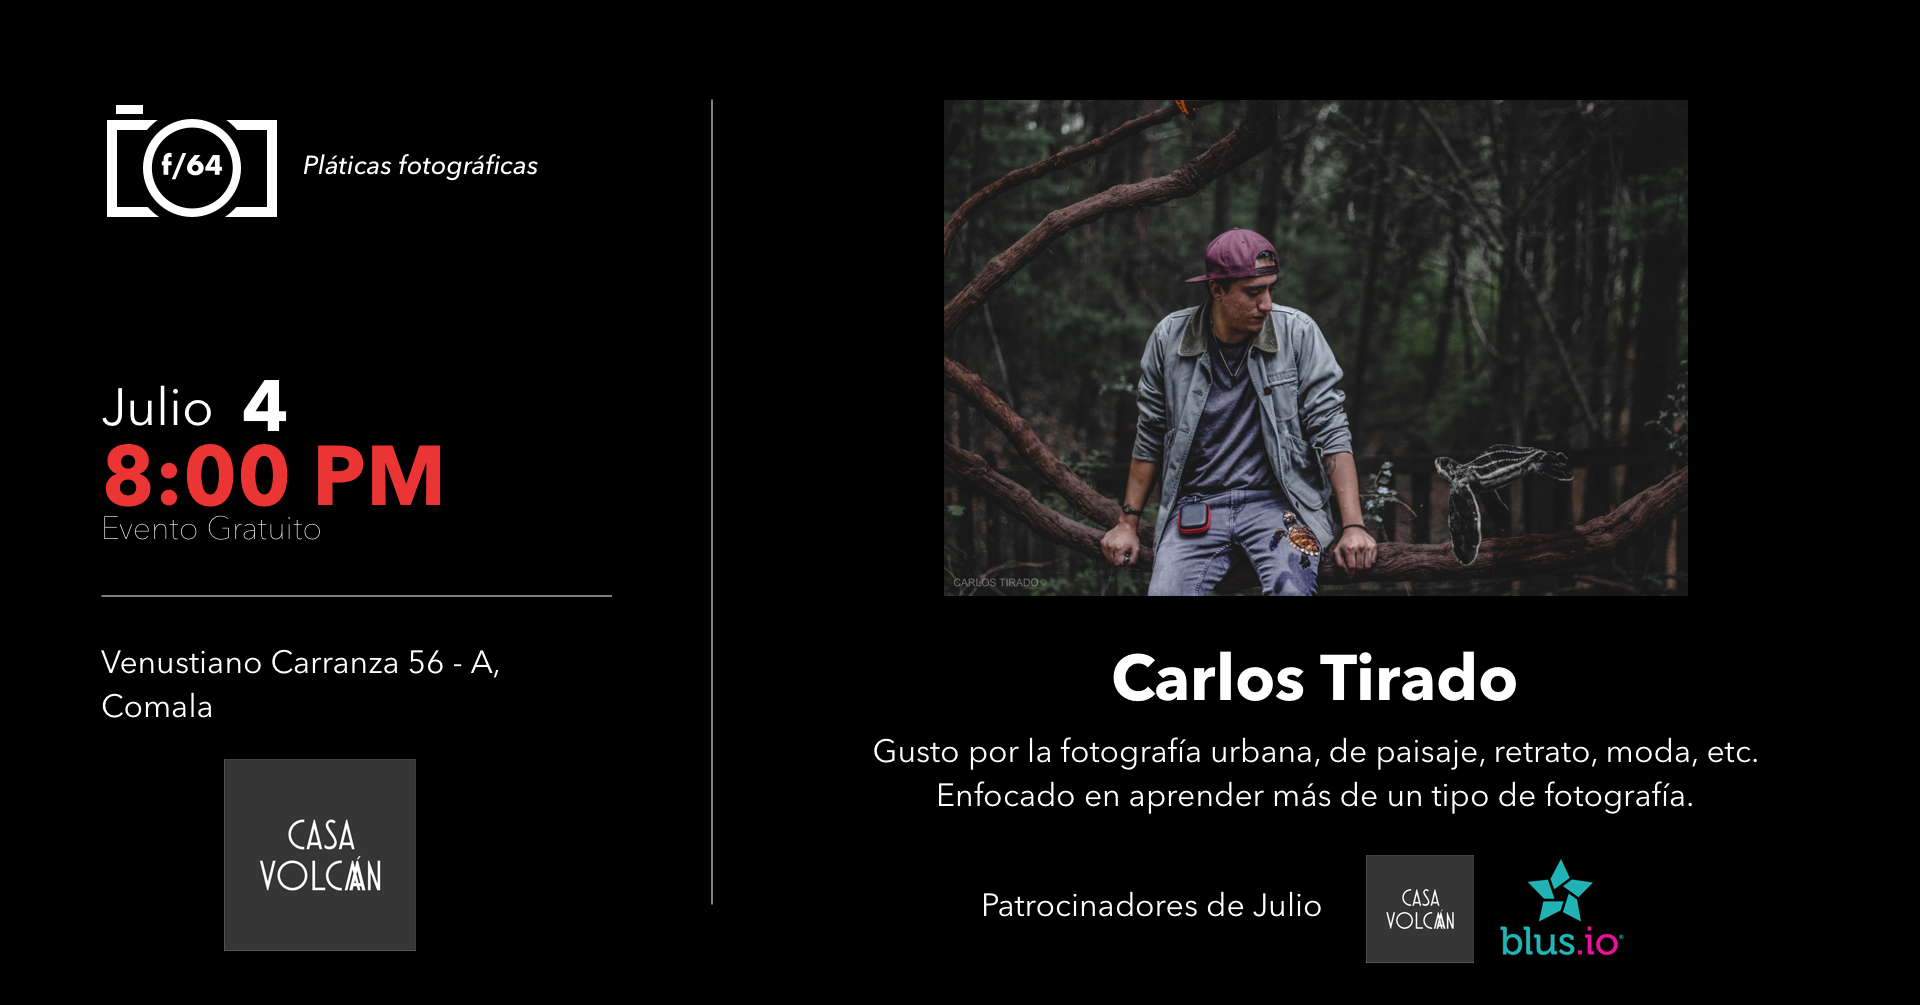 f/64
Pláticas fotográficas
Julio 4
8:00 PM
Evento Gratuito
Venustiano Carranza 56 - A,
Comala
CASA
VOLCÁN
CARLOS TIRADO©
Carlos Tirado
Gusto por la fotografía urbana, de paisaje, retrato, moda, etc.
Enfocado en aprender más de un tipo de fotografía.
Patrocinadores de Julio
CASA
VOLCÁN
blus.io